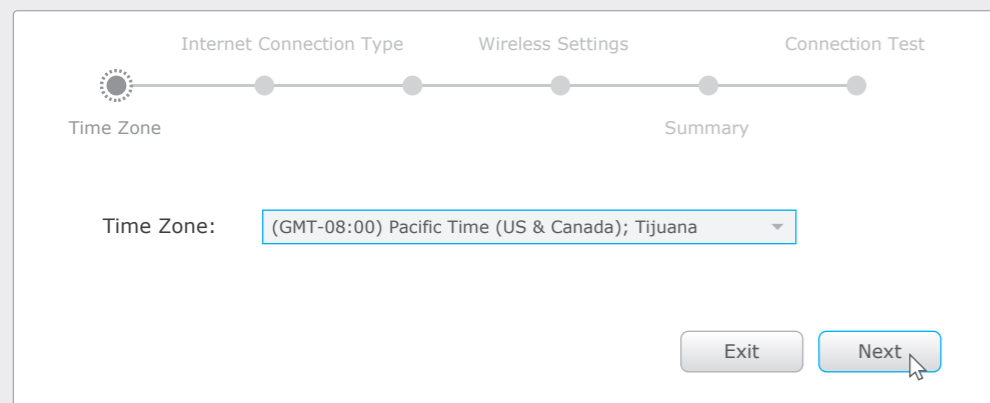 Internet Connection Type Wireless Settings Connection Test
Time Zone Summary
Time Zone: (GMT-08:00) Pacific Time (US & Canada); Tijuana
Exit Next